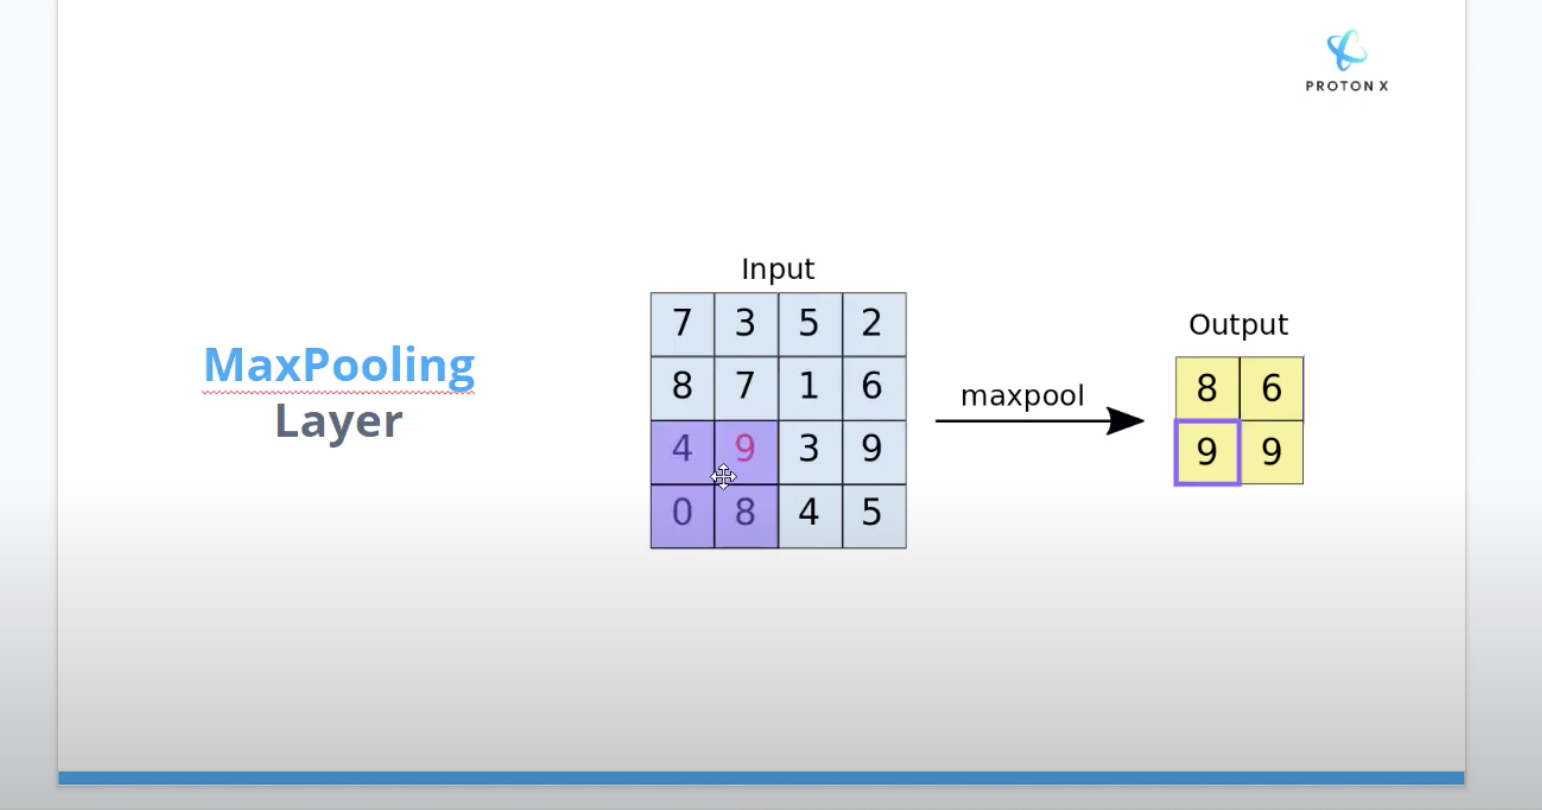 PROTON X
Input
7 3 5 2
8 7 1 6
4 9 3 9
0 8 4 5
MaxPooling
Layer
maxpool
Output
8 6
9 9